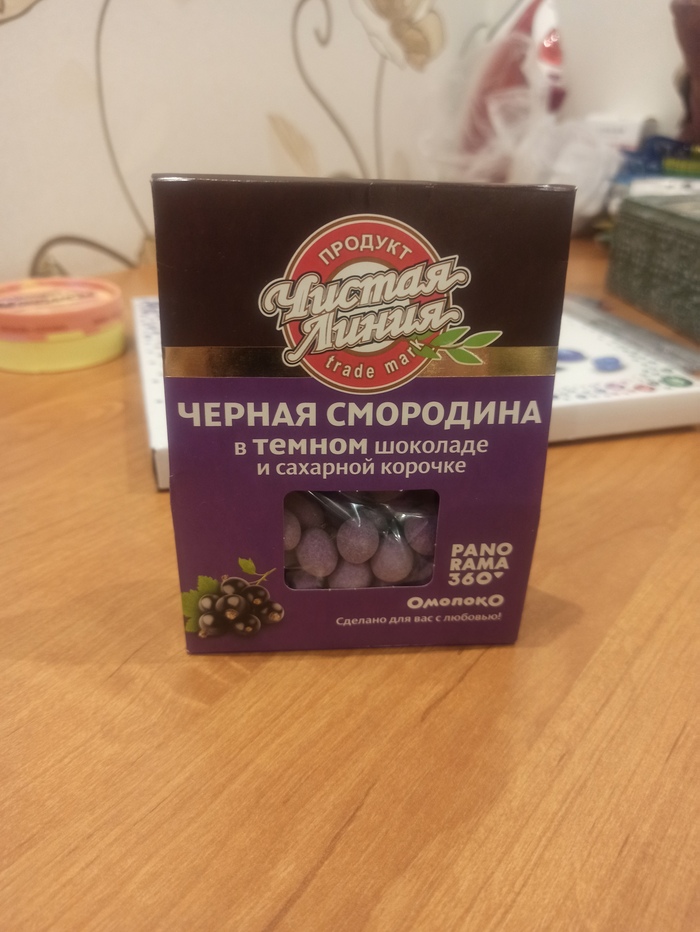 ПРОДУКТ
Чистая
Линия
trade mark
ЧЕРНАЯ СМОРОДИНА
в темном шоколаде
и сахарной корочке
PANO
RAMA
360
ОМОЛОКО
Сделано для вас с любовью!